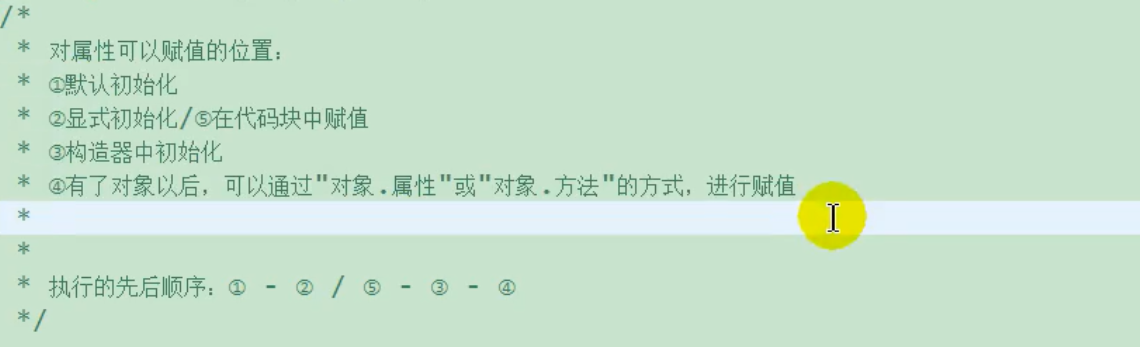 /*
* 对属性可以赋值的位置:
* ①默认初始化
* ②显式初始化/⑤在代码块中赋值
* ③构造器中初始化
* ④有了对象以后，可以通过"对象.属性"或"对象.方法"的方式，进行赋值
*
*
* 执行的先后顺序：① - ② / ⑤ - ③ - ④
*/